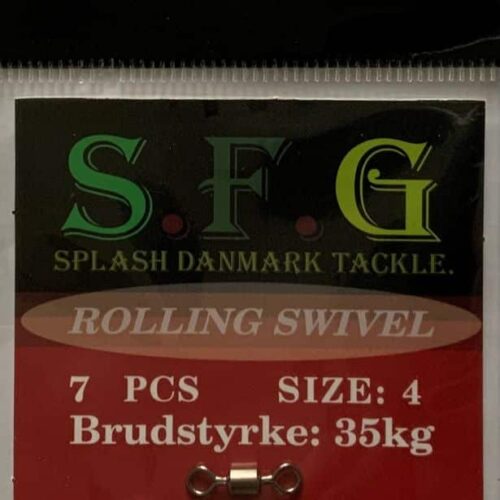 S.F.G
SPLASH DANMARK TACKLE.
ROLLING SWIVEL
7 PCS SIZE: 4
Brudstyrke: 35kg